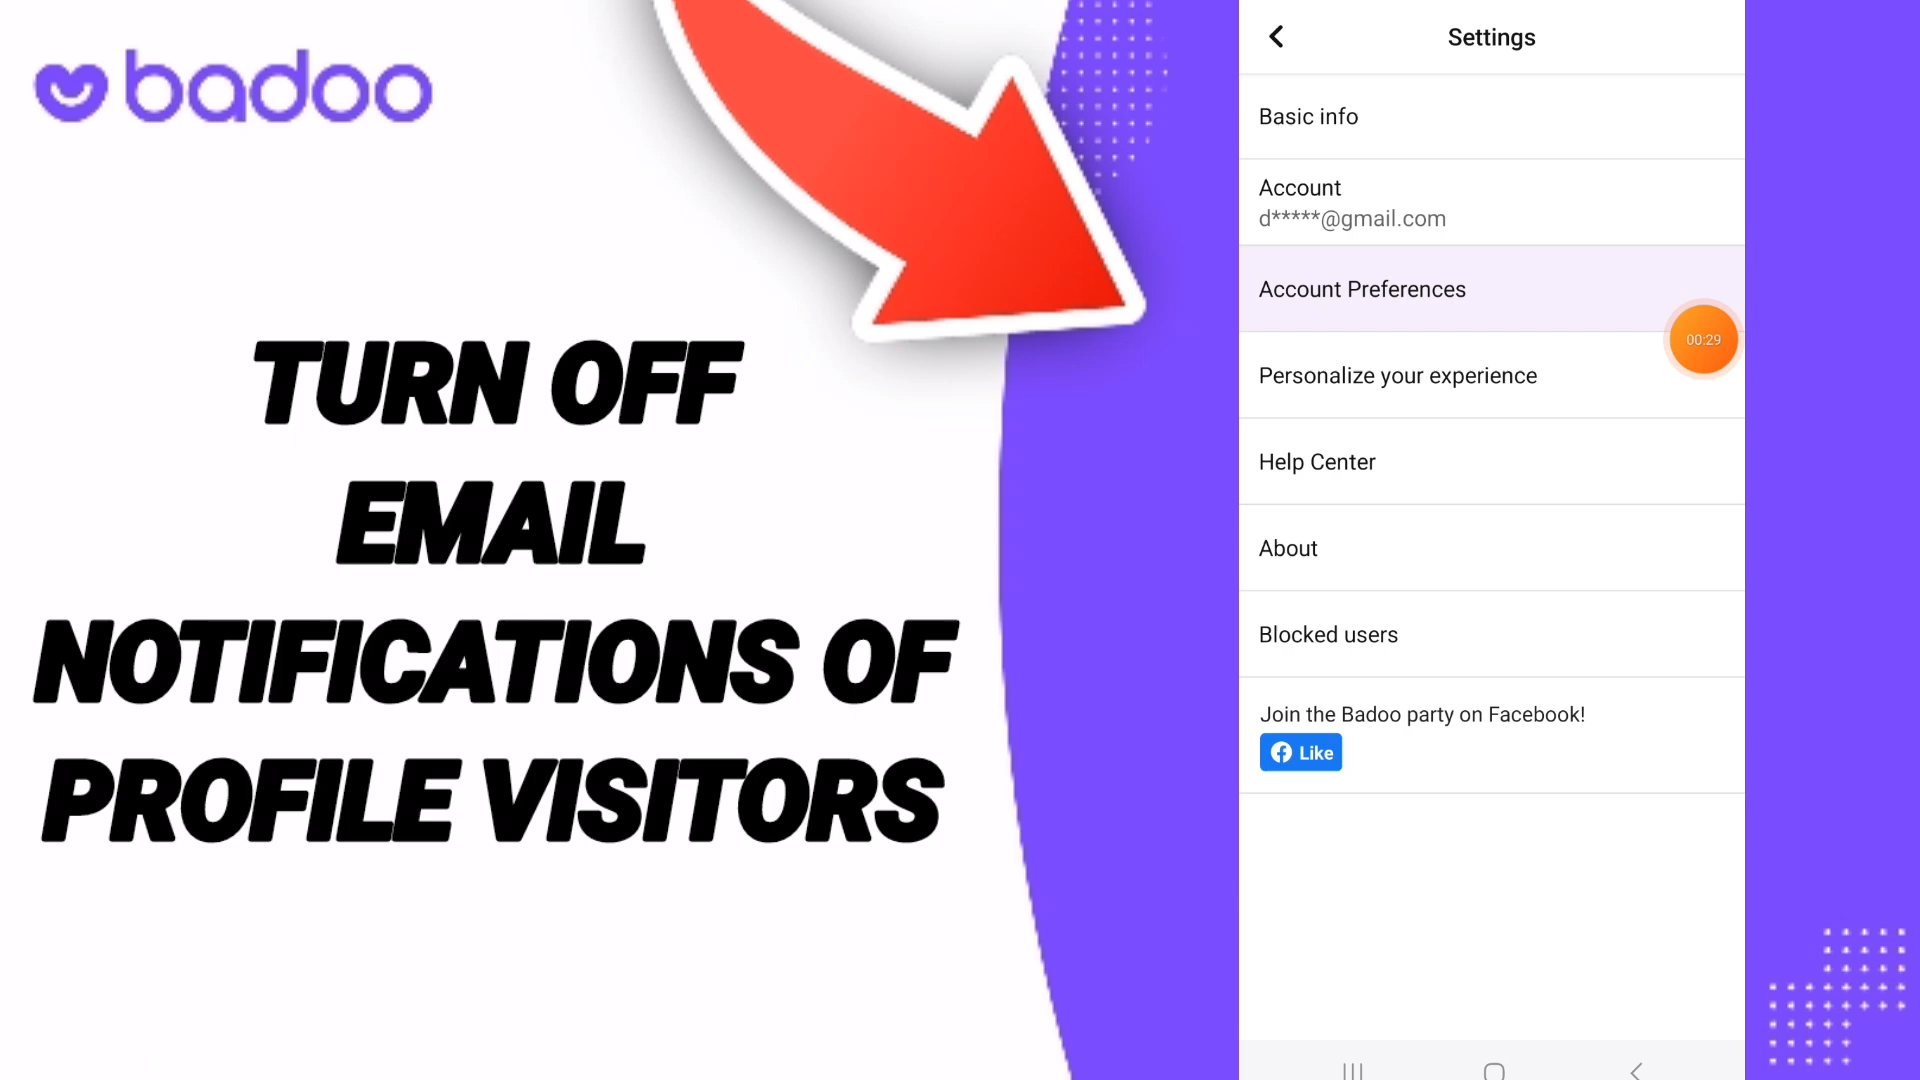 badoo
TURN OFF
EMAIL
NOTIFICATIONS OF
PROFILE VISITORS
Settings
Basic info
Account
d*****@gmail.com
Account Preferences
00:29
Personalize your experience
Help Center
About
Blocked users
Join the Badoo party on Facebook!
Like